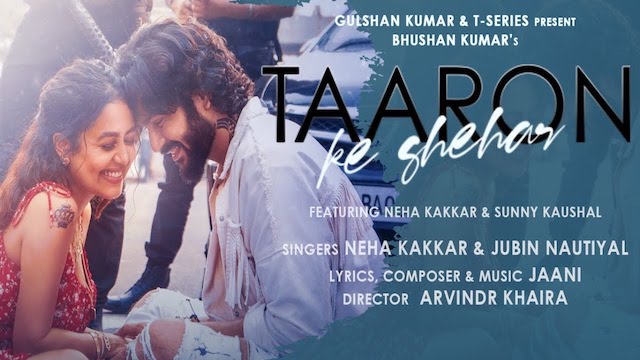 GULSHAN KUMAR & T-SERIES PRESENT
BHUSHAN KUMAR'S
TAARON
ke shehar
FEATURING NEHA KAKKAR & SUNNY KAUSHAL
SINGERS NEHA KAKKAR & JUBIN NAUTIYAL
LYRICS, COMPOSER & MUSIC JAANI
DIRECTOR ARVINDR KHAIRA